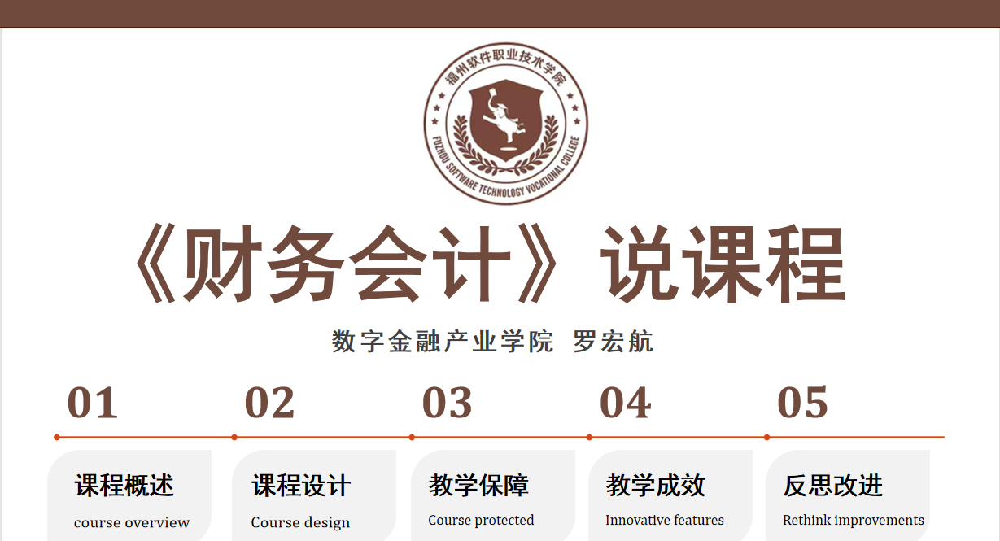 福州软件职业技术学院
FUZHOU SOFTWARE TECHNOLOGY VOCATIONAL COLLEGE
《财务会计》说课程
数字金融产业学院 罗宏航
01 02 03 04 05
课程概述 课程设计 教学保障 教学成效 反思改进
course overview Course design Course protected Innovative features Rethink improvements